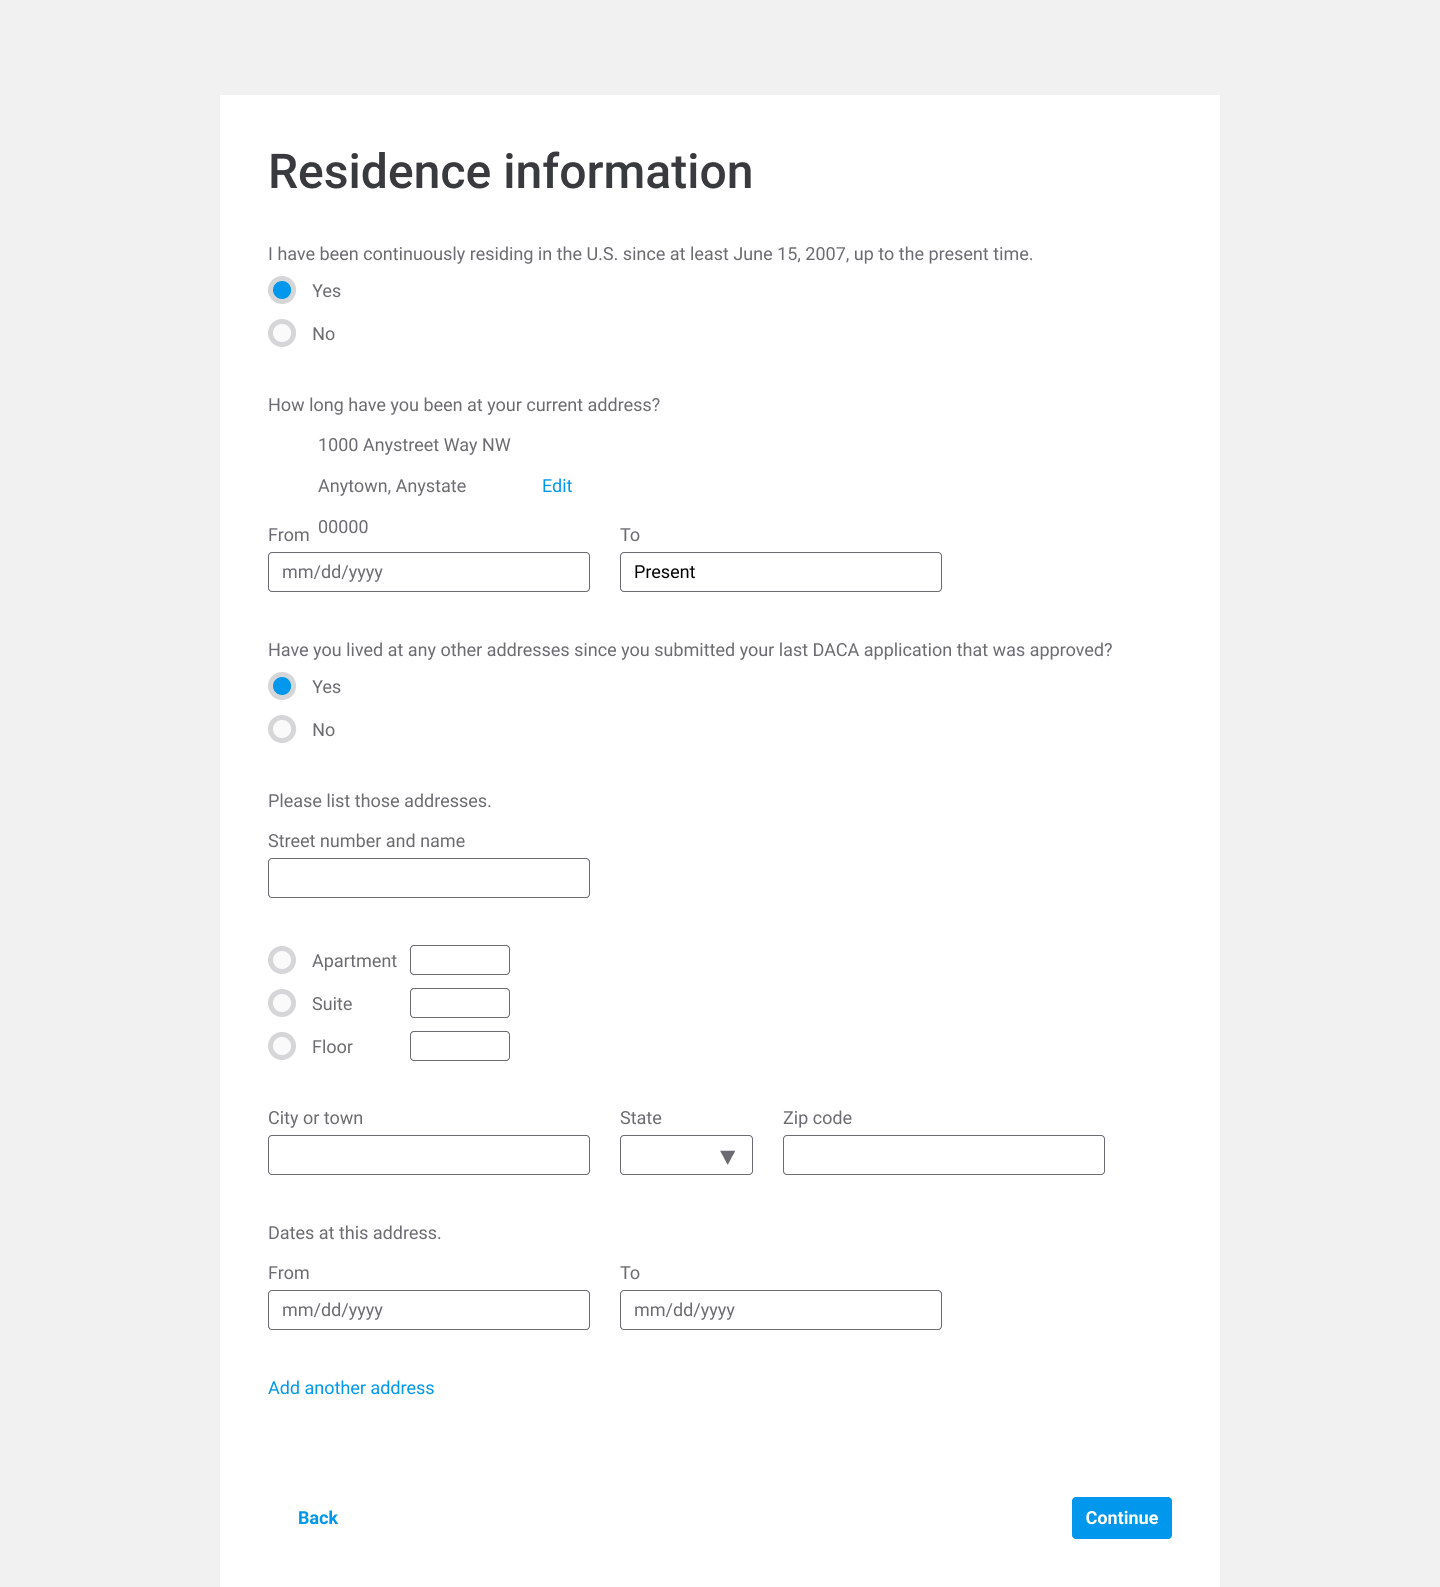 Residence information
I have been continuously residing in the U.S. since at least June 15, 2007, up to the present time.
Yes
No
How long have you been at your current address?
1000 Anystreet Way NW
Anytown, Anystate Edit
00000
From To
mm/dd/yyyy Present
Have you lived at any other addresses since you submitted your last DACA application that was approved?
Yes
No
Please list those addresses.
Street number and name
Apartment
Suite
Floor
City or town State Zip code
Dates at this address.
From To
mm/dd/yyyy mm/dd/yyyy
Add another address
Back Continue